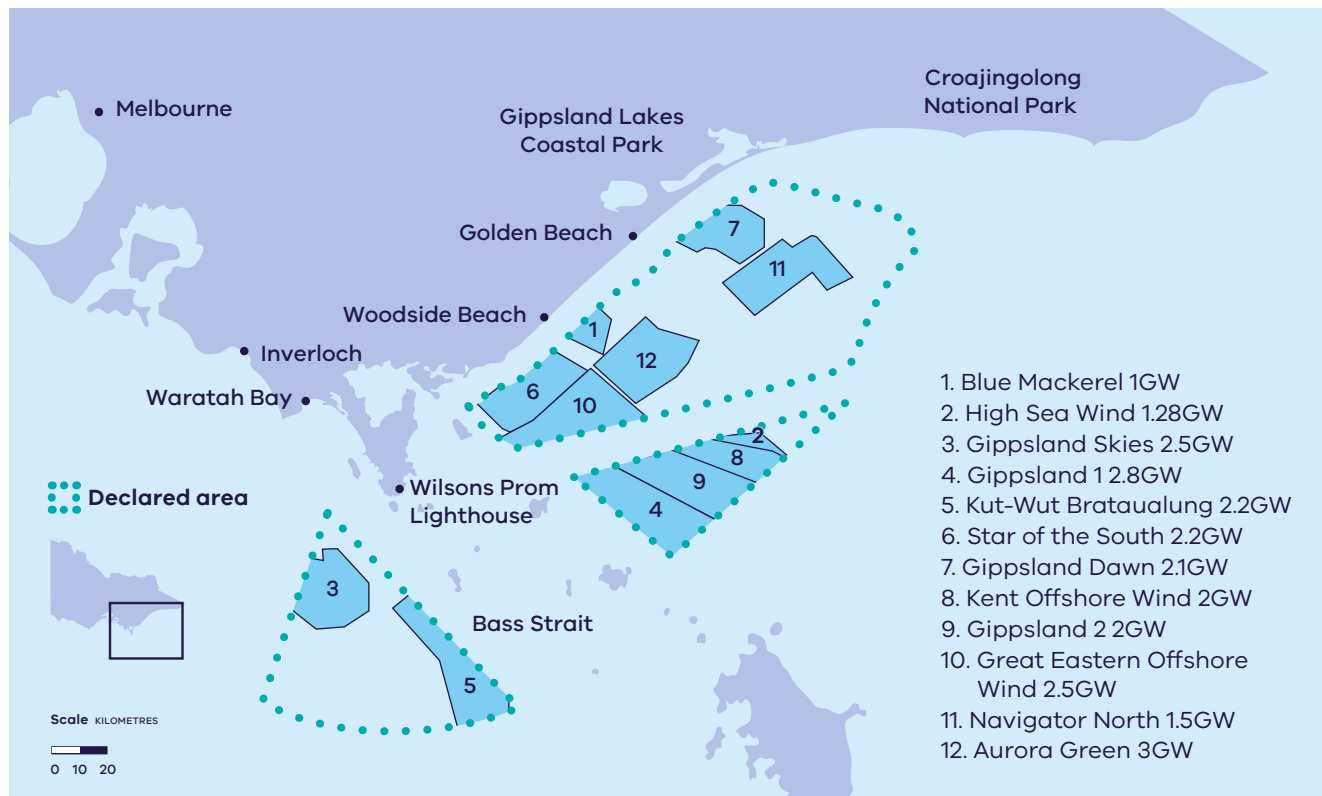 Melbourne
Croajingolong
National Park
Gippsland Lakes
Coastal Park
Golden Beach
7
11
Woodside Beach
1
Inverloch
12
Waratah Bay
6
10
2
8
9
4
Wilsons Prom
Lighthouse
Declared area
3
Bass Strait
5
Scale KILOMETRES
0 10 20
1. Blue Mackerel 1GW
2. High Sea Wind 1.28GW
3. Gippsland Skies 2.5GW
4. Gippsland 1 2.8GW
5. Kut-Wut Brataualung 2.2GW
6. Star of the South 2.2GW
7. Gippsland Dawn 2.1GW
8. Kent Offshore Wind 2GW
9. Gippsland 2 2GW
10. Great Eastern Offshore
Wind 2.5GW
11. Navigator North 1.5GW
12. Aurora Green 3GW